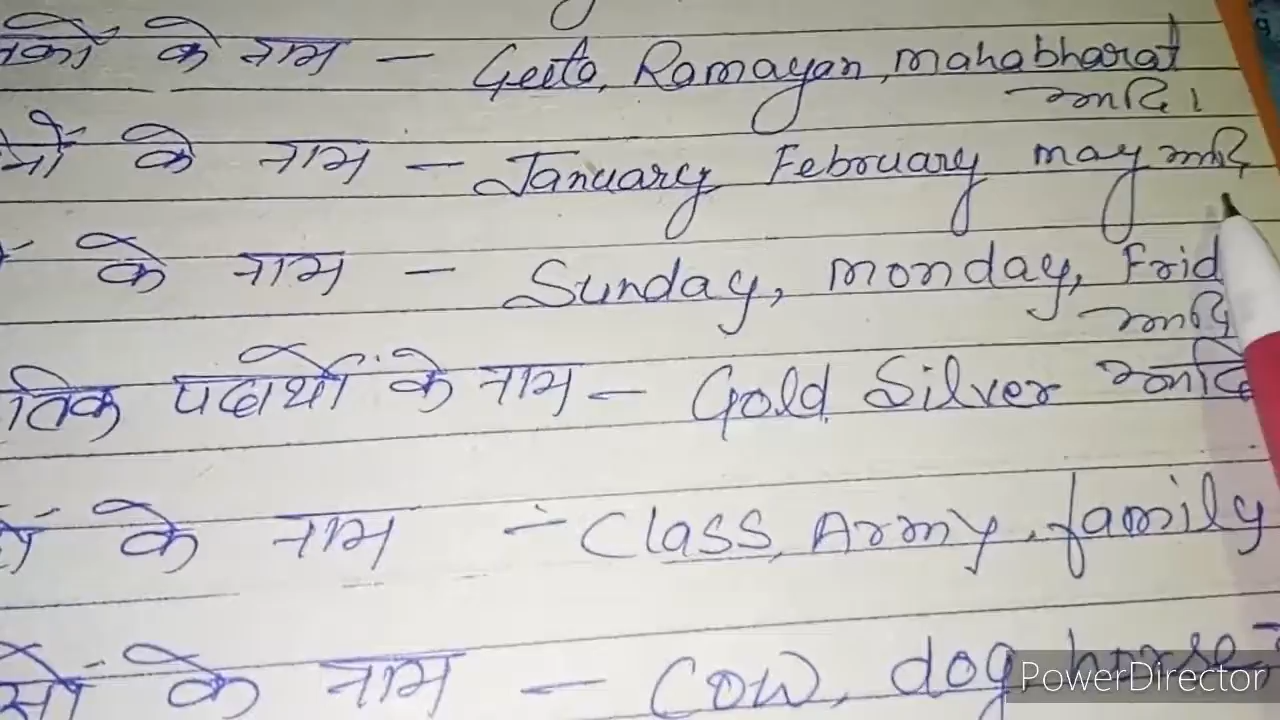 के नाम - Geeta, Ramayan, mahabharat
आदि ।
के नाम - January February may आदि
के नाम - Sunday, monday, Frid
आदि
तिक पदार्थों के नाम - Gold Silver आदि
के नाम - Class, Army, family
के नाम - Cow, dog, horse
PowerDirector